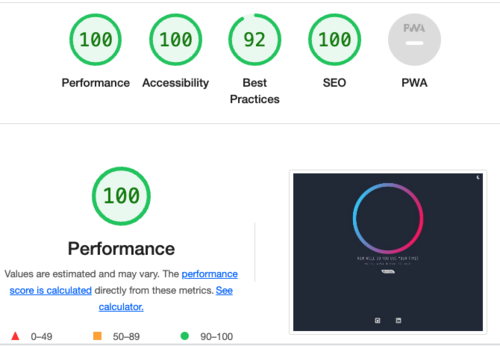 100
100
92
100
PWA
Performance
Accessibility
Best
Practices
SEO
PWA
100
Performance
Values are estimated and may vary. The performance
score is calculated directly from these metrics. See
calculator.
0–49
50–89
90–100